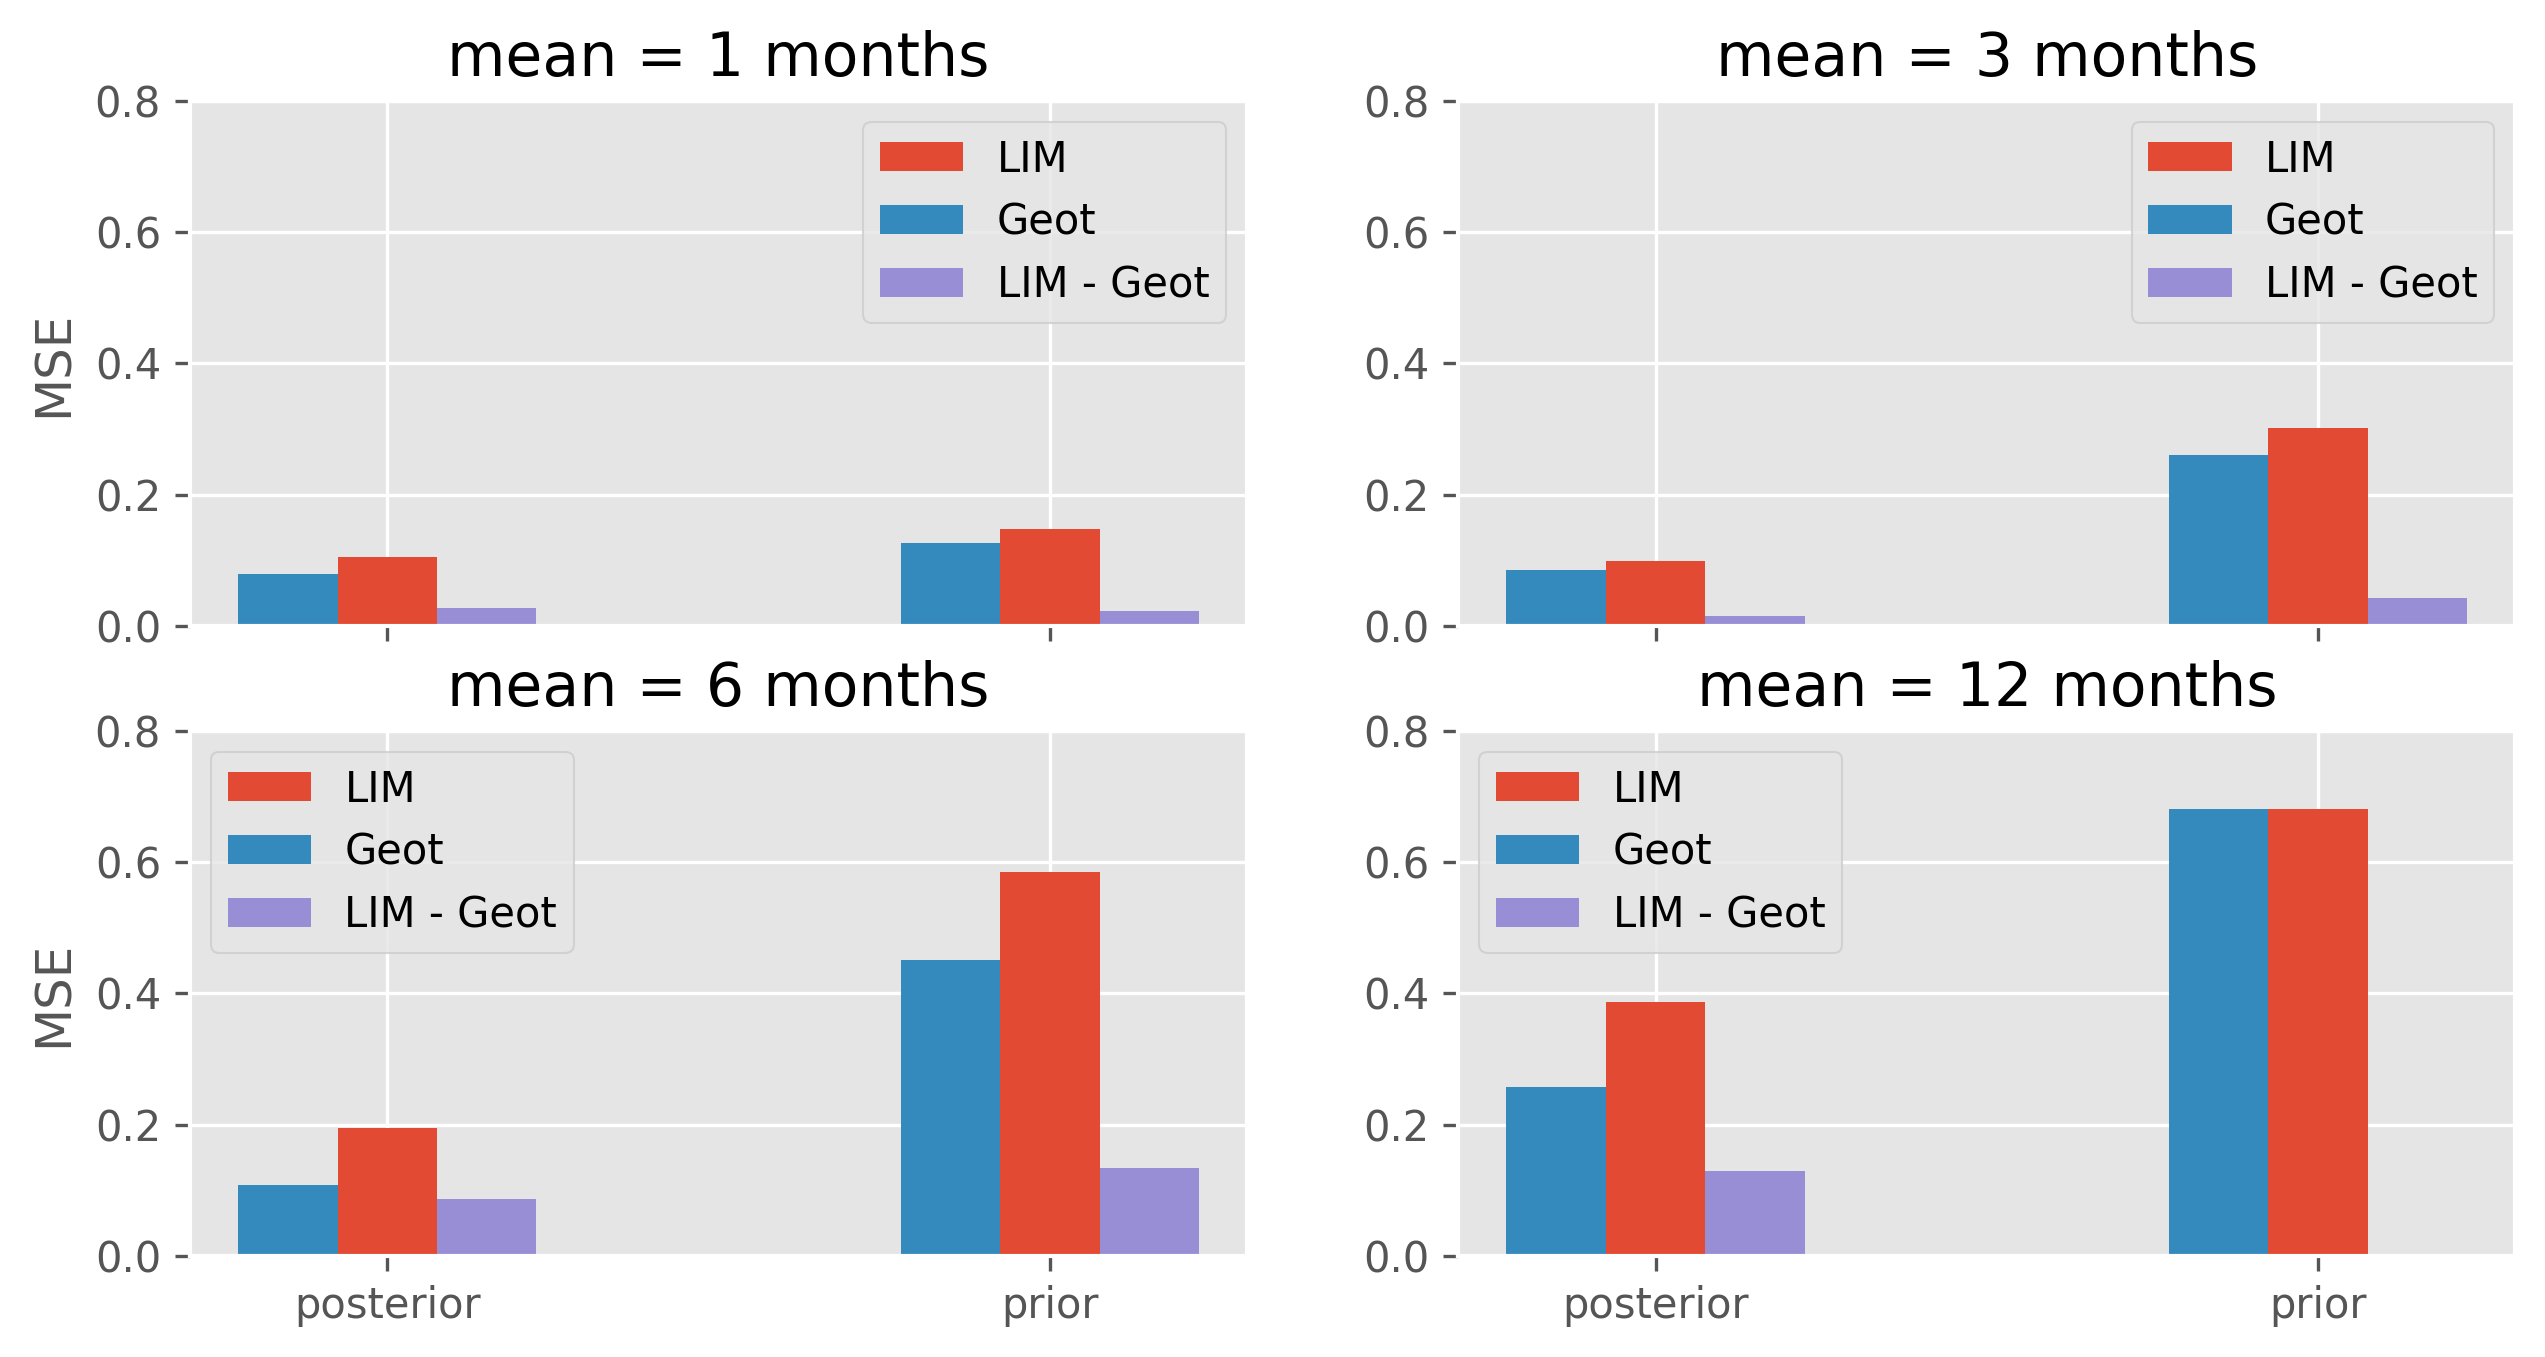 mean = 1 months
0.8
0.6
0.4
0.2
0.0
MSE
LIM
Geot
LIM - Geot
mean = 3 months
0.8
0.6
0.4
0.2
0.0
LIM
Geot
LIM - Geot
mean = 6 months
0.8
0.6
0.4
0.2
0.0
MSE
LIM
Geot
LIM - Geot
posterior
prior
mean = 12 months
0.8
0.6
0.4
0.2
0.0
LIM
Geot
LIM - Geot
posterior
prior